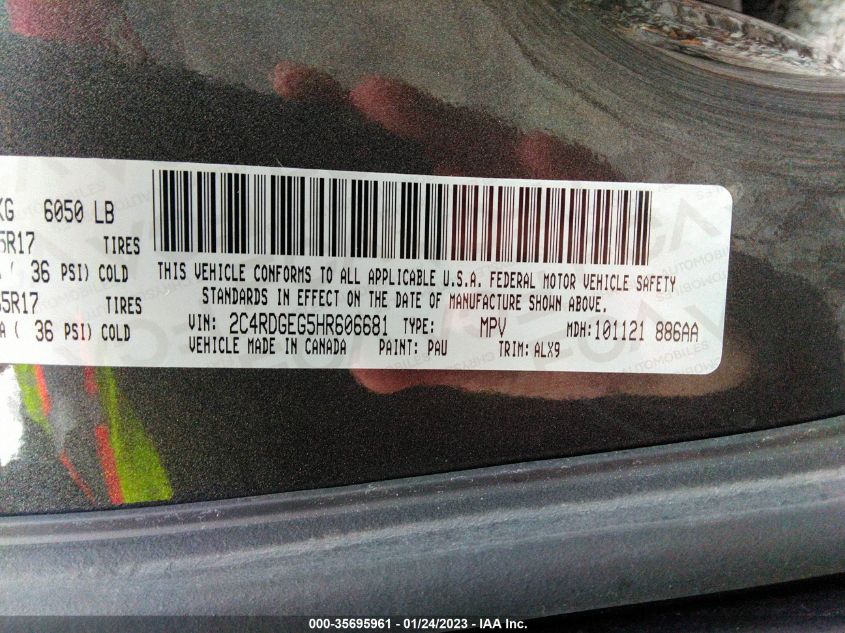 KG 6050 LB
5R17 TIRES
( 36 PSI) COLD
65R17 TIRES
A ( 36 PSI) COLD
THIS VEHICLE CONFORMS TO ALL APPLICABLE U.S.A. FEDERAL MOTOR VEHICLE SAFETY
STANDARDS IN EFFECT ON THE DATE OF MANUFACTURE SHOWN ABOVE.
VIN: 2C4RDGEG5HR606681 TYPE: MPV MDH: 101121 886AA
VEHICLE MADE IN CANADA PAINT: PAU TRIM: ALX9
000-35695961 - 01/24/2023 - IAA Inc.